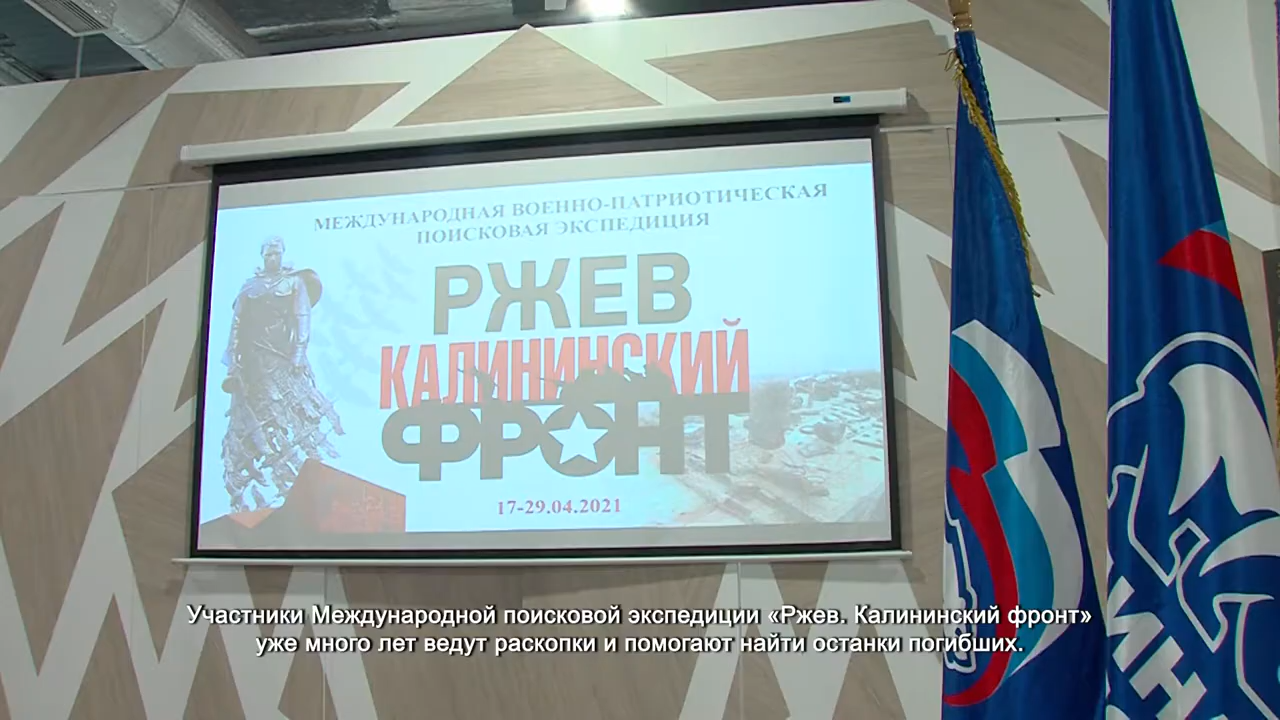 МЕЖДУНАРОДНАЯ ВОЕННО-ПАТРИОТИЧЕСКАЯ
ПОИСКОВАЯ ЭКСПЕДИЦИЯ
РЖЕВ
КАЛИНИНСКИЙ
ФРОНТ
17-29.04.2021
Участники Международной поисковой экспедиции «Ржев. Калининский фронт»
уже много лет ведут раскопки и помогают найти останки погибших.